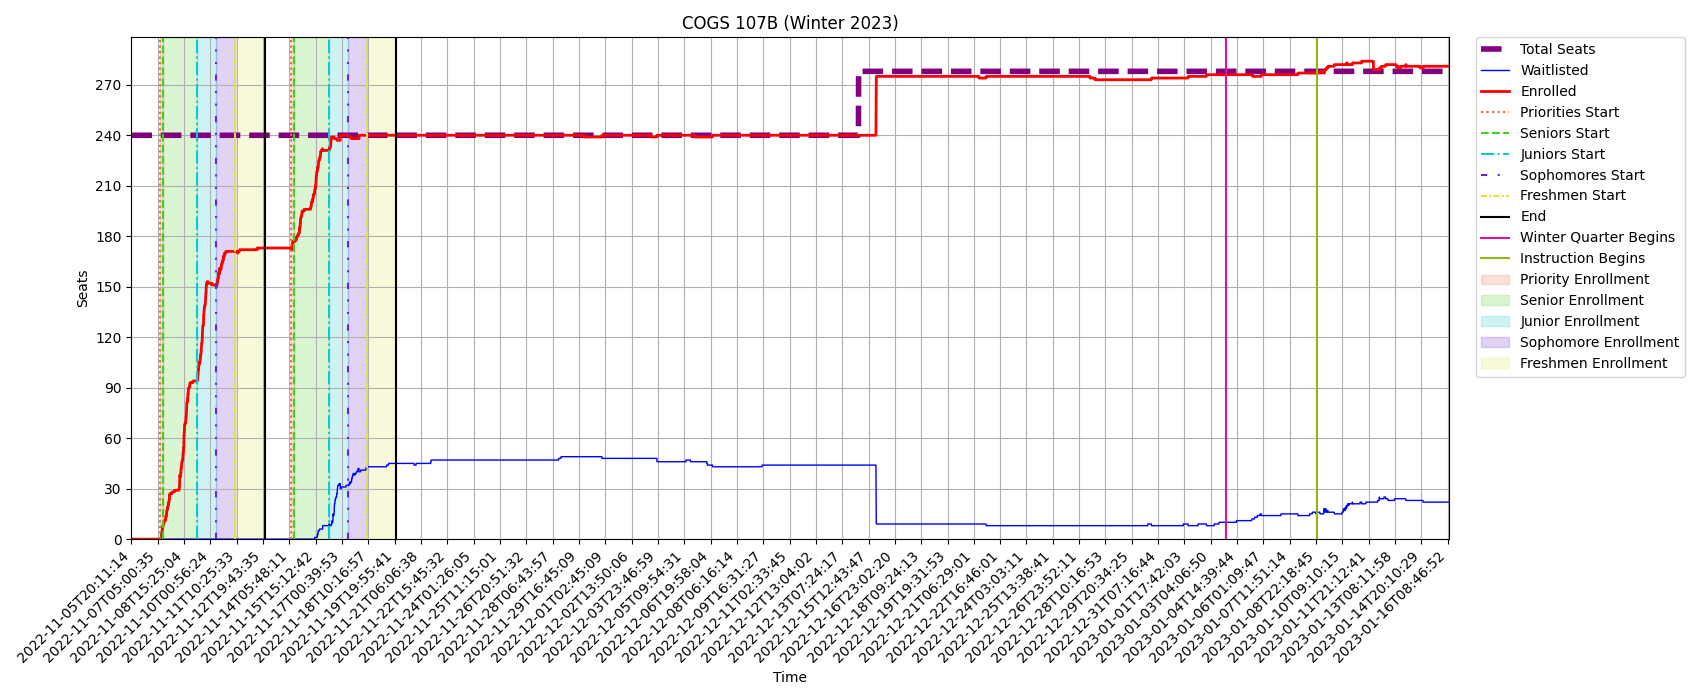 COGS 107B (Winter 2023)
Seats
270
240
210
180
150
120
90
60
30
0
2022-11-05T20:11:14
2022-11-07T05:00:35
2022-11-08T15:25:04
2022-11-10T00:56:24
2022-11-11T10:25:33
2022-11-12T19:43:35
2022-11-14T05:48:11
2022-11-15T15:12:42
2022-11-17T00:39:53
2022-11-18T10:16:57
2022-11-19T19:55:41
2022-11-21T06:06:38
2022-11-22T15:45:32
2022-11-24T01:26:05
2022-11-25T11:15:01
2022-11-26T20:51:32
2022-11-28T06:43:57
2022-11-29T16:45:09
2022-12-01T02:45:09
2022-12-02T13:50:06
2022-12-03T23:46:59
2022-12-05T09:54:31
2022-12-06T19:58:04
2022-12-08T06:16:14
2022-12-09T16:31:27
2022-12-11T02:33:45
2022-12-12T13:04:02
2022-12-13T07:24:17
2022-12-15T12:43:47
2022-12-16T23:02:20
2022-12-18T09:24:13
2022-12-19T19:31:53
2022-12-21T06:29:01
2022-12-22T16:46:01
2022-12-24T03:03:11
2022-12-25T13:38:41
2022-12-26T23:52:11
2022-12-28T10:16:53
2022-12-29T20:34:25
2022-12-31T07:16:44
2023-01-01T17:42:03
2023-01-03T04:06:50
2023-01-04T14:39:44
2023-01-06T01:09:47
2023-01-07T11:51:14
2023-01-08T22:18:45
2023-01-10T09:10:15
2023-01-11T21:12:41
2023-01-13T08:11:58
2023-01-14T20:10:29
2023-01-16T08:46:52
Time
Total Seats
Waitlisted
Enrolled
Priorities Start
Seniors Start
Juniors Start
Sophomores Start
Freshmen Start
End
Winter Quarter Begins
Instruction Begins
Priority Enrollment
Senior Enrollment
Junior Enrollment
Sophomore Enrollment
Freshmen Enrollment